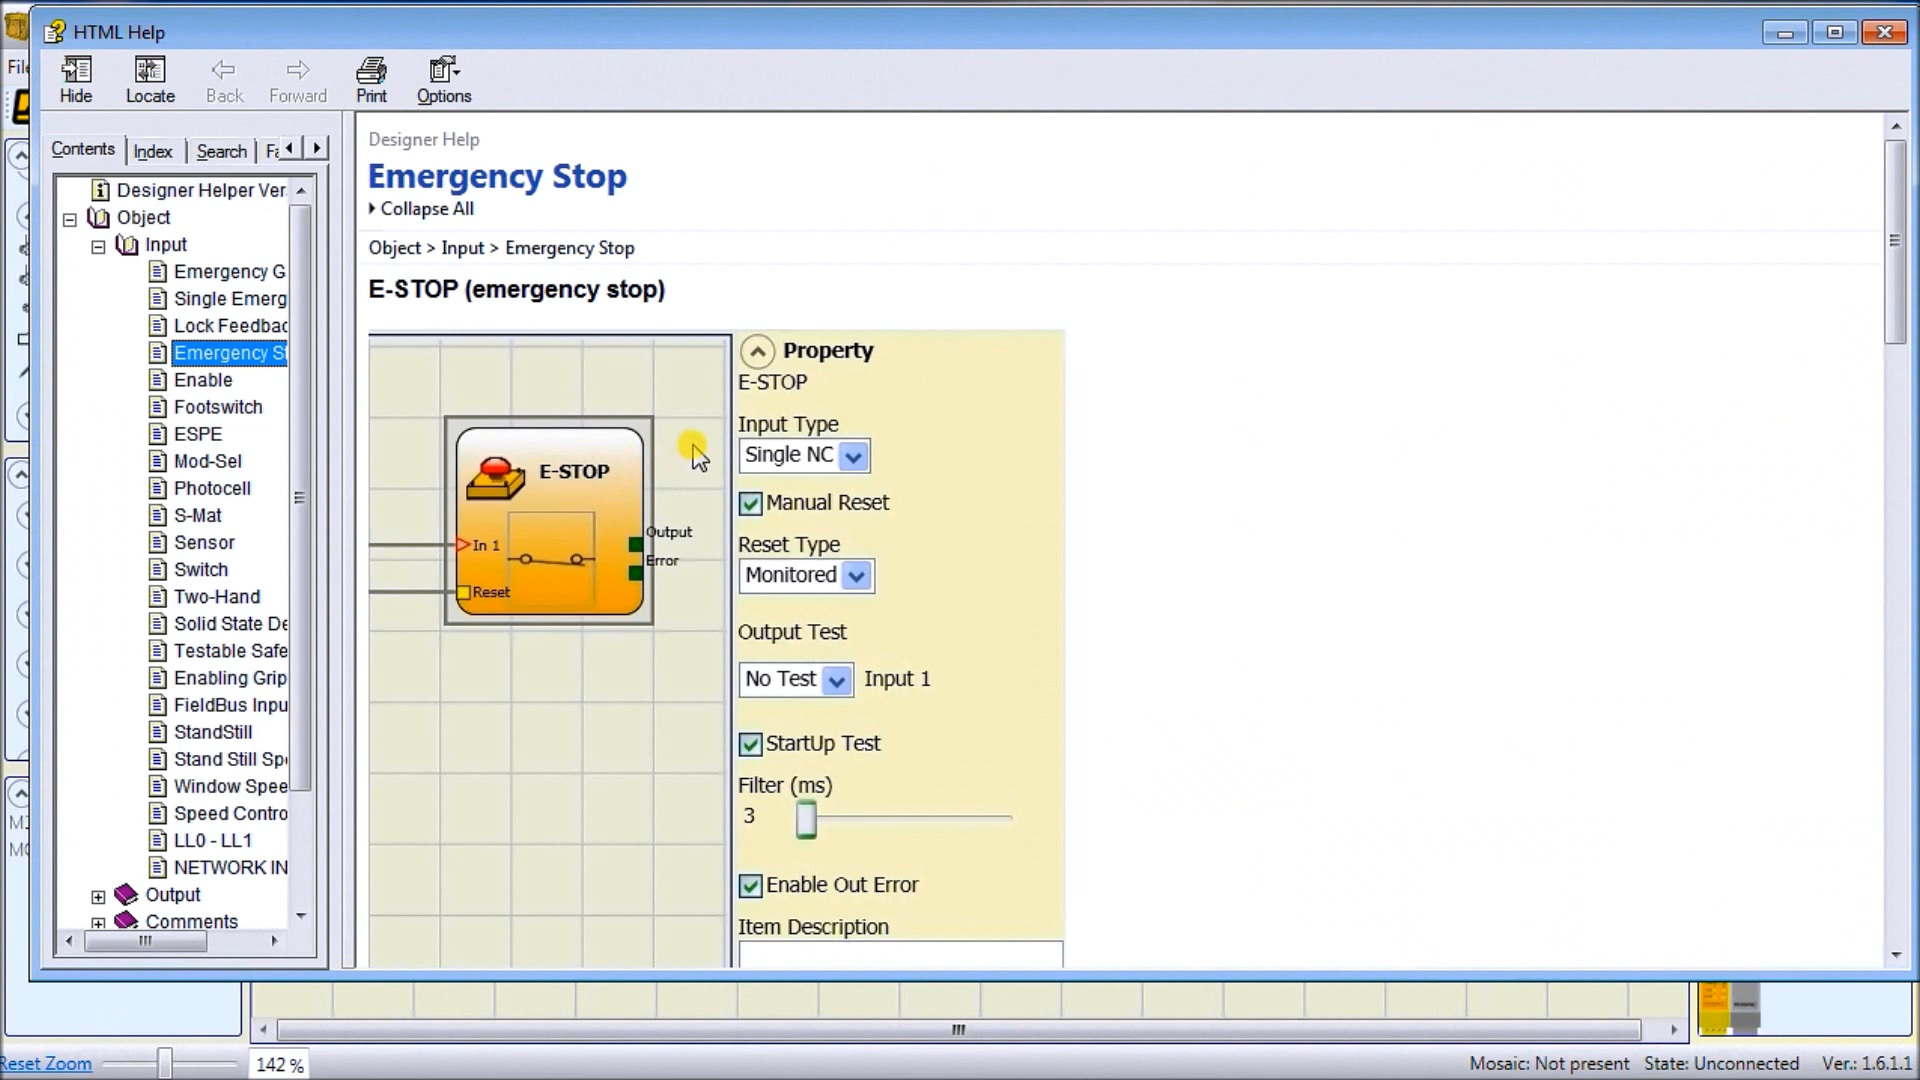 HTML Help
File
Hide
Locate
Back
Forward
Print
Options
Contents
Index
Search
Designer Helper Ver
Object
Input
Emergency G
Single Emerg
Lock Feedbac
Emergency St
Enable
Footswitch
ESPE
Mod-Sel
Photocell
S-Mat
Sensor
Switch
Two-Hand
Solid State De
Testable Safe
Enabling Grip
FieldBus Inpu
StandStill
Stand Still Spe
Window Spee
Speed Contro
LL0 - LL1
NETWORK IN
Output
Comments
Designer Help
Emergency Stop
Collapse All
Object > Input > Emergency Stop
E-STOP (emergency stop)
E-STOP
In 1
Reset
Output
Error
Property
E-STOP
Input Type
Single NC
Manual Reset
Reset Type
Monitored
Output Test
No Test Input 1
StartUp Test
Filter (ms)
3
Enable Out Error
Item Description
Reset Zoom
142 %
Mosaic: Not present State: Unconnected Ver.: 1.6.1.1